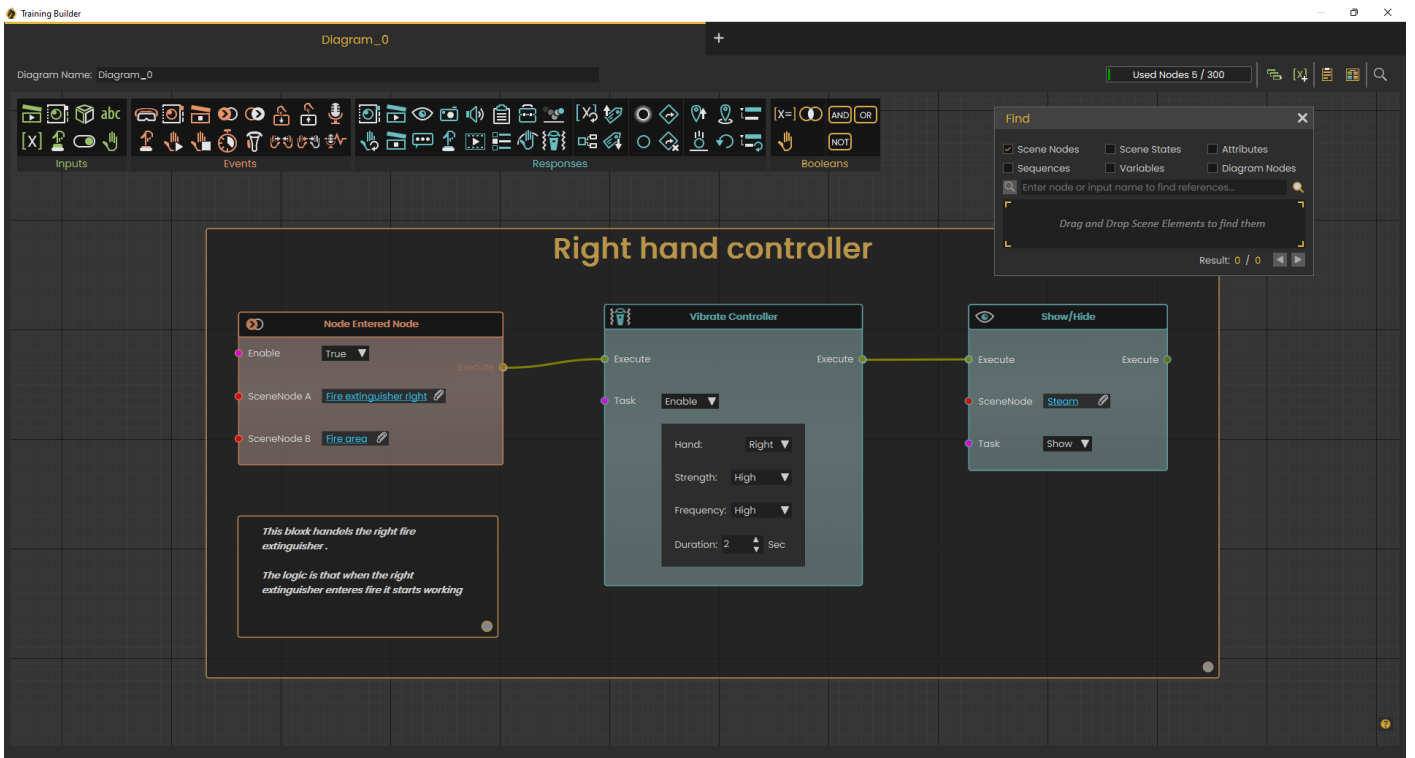 Training Builder
Diagram_0
+
Diagram Name: Diagram_0
Used Nodes 5 / 300
abc
[x]
[X]
[x=]
AND
OR
NOT
Inputs
Events
Responses
Booleans
Find
Scene Nodes
Scene States
Attributes
Sequences
Variables
Diagram Nodes
Enter node or input name to find references...
Drag and Drop Scene Elements to find them
Result: 0 / 0
Right hand controller
Node Entered Node
Enable True
Execute
SceneNode A Fire extinguisher right
SceneNode B Fire area
This bloxk handels the right fire
extinguisher .
The logic is that when the right
extinguisher enteres fire it starts working
Vibrate Controller
Execute Execute
Task Enable
Hand: Right
Strength: High
Frequency: High
Duration: 2 Sec
Show/Hide
Execute Execute
SceneNode Steam
Task Show
?